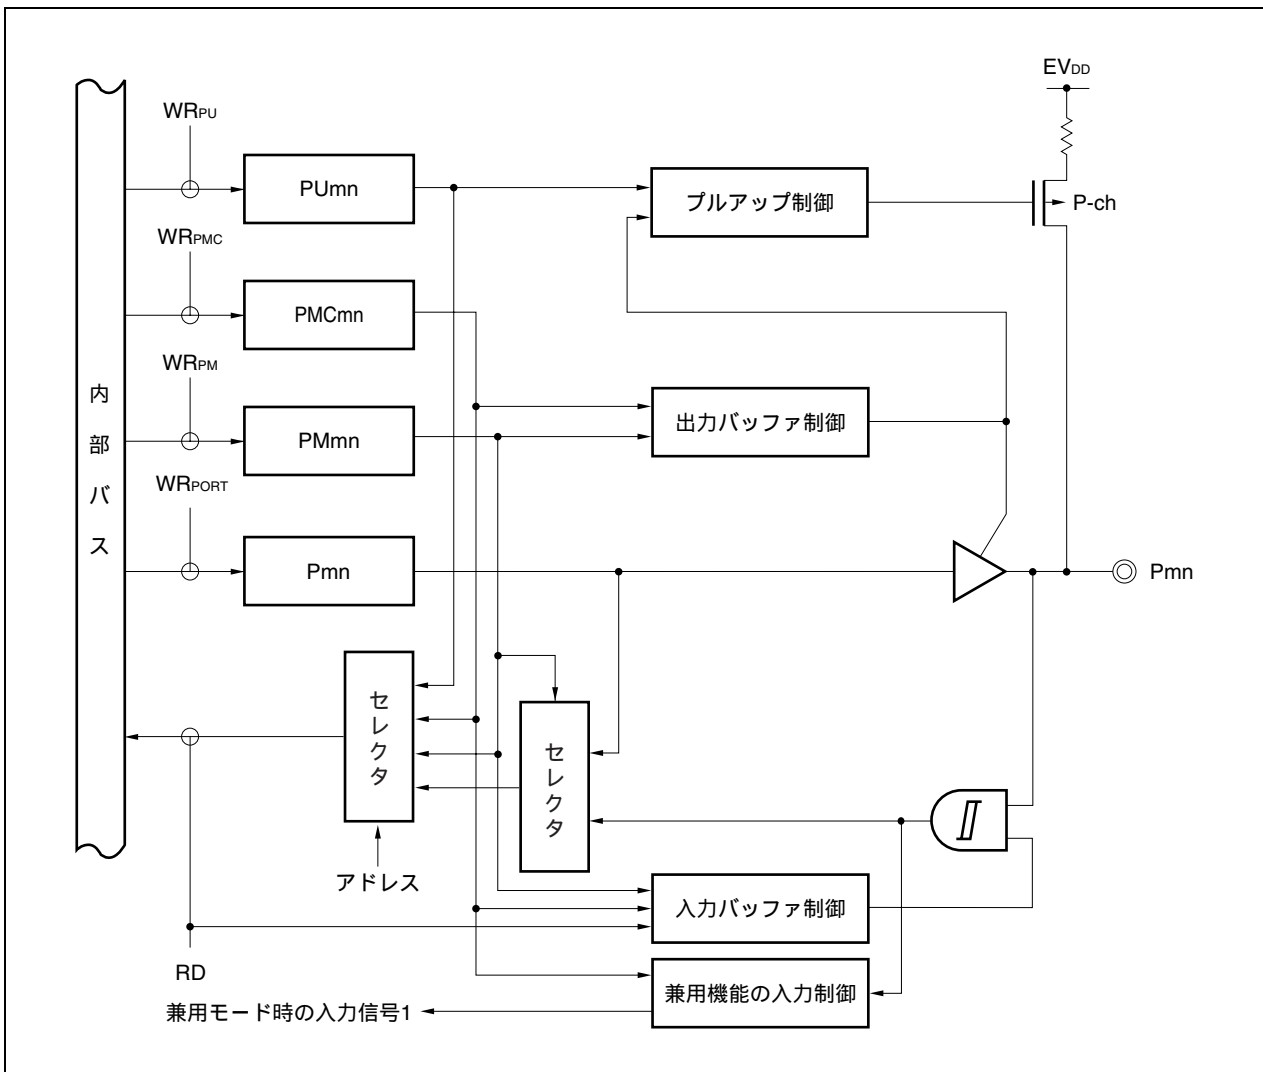 EVDD
WRPU
PUmn
プルアップ制御
P-ch
WRPMC
PMCmn
WRPM
内部バス
PMmn
出力バッファ制御
WRPORT
Pmn
Pmn
セレクタ
セレクタ
アドレス
入力バッファ制御
RD
兼用機能の入力制御
兼用モード時の入力信号1